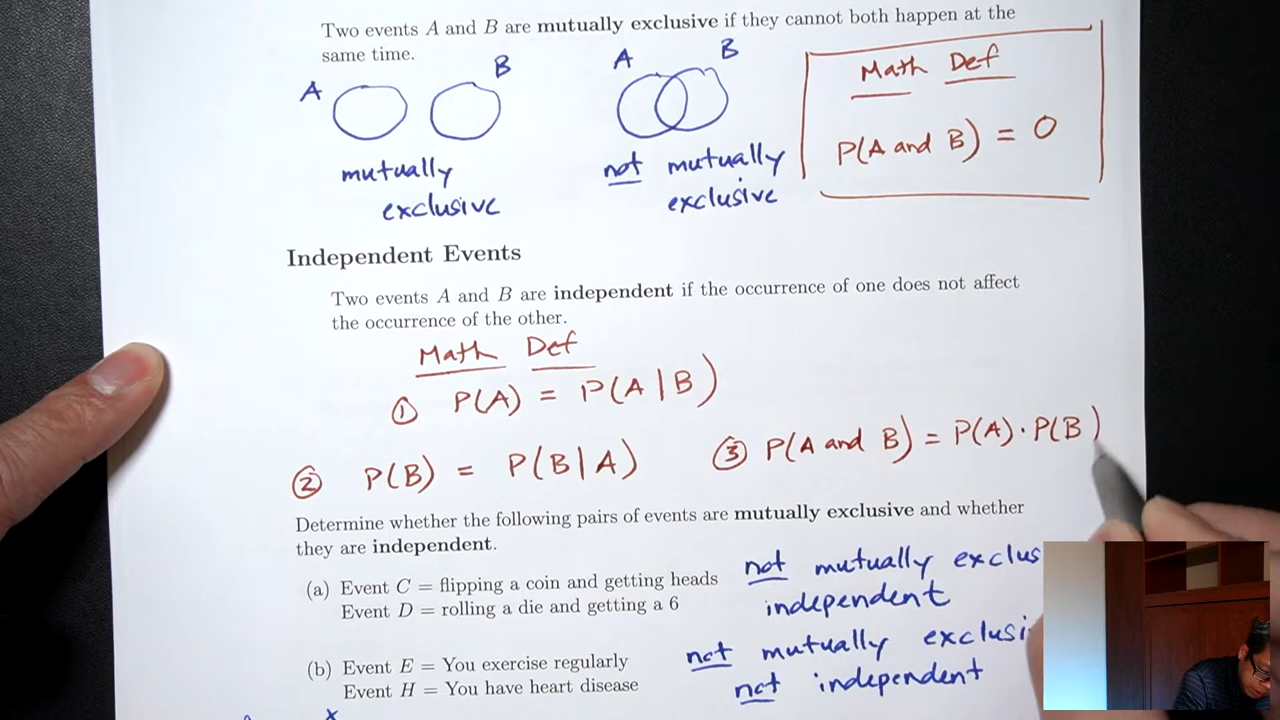 Two events A and B are mutually exclusive if they cannot both happen at the
same time.
A B
mutually
exclusive
A B
not mutually
exclusive
Math Def
P(A and B) = 0
Independent Events
Two events A and B are independent if the occurrence of one does not affect
the occurrence of the other.
Math Def
① P(A) = P(A|B)
② P(B) = P(B|A)
③ P(A and B) = P(A)·P(B)
Determine whether the following pairs of events are mutually exclusive and whether
they are independent.
(a) Event C = flipping a coin and getting heads
Event D = rolling a die and getting a 6
not mutually exclus
independent
(b) Event E = You exercise regularly
Event H = You have heart disease
not mutually exclusi
not independent